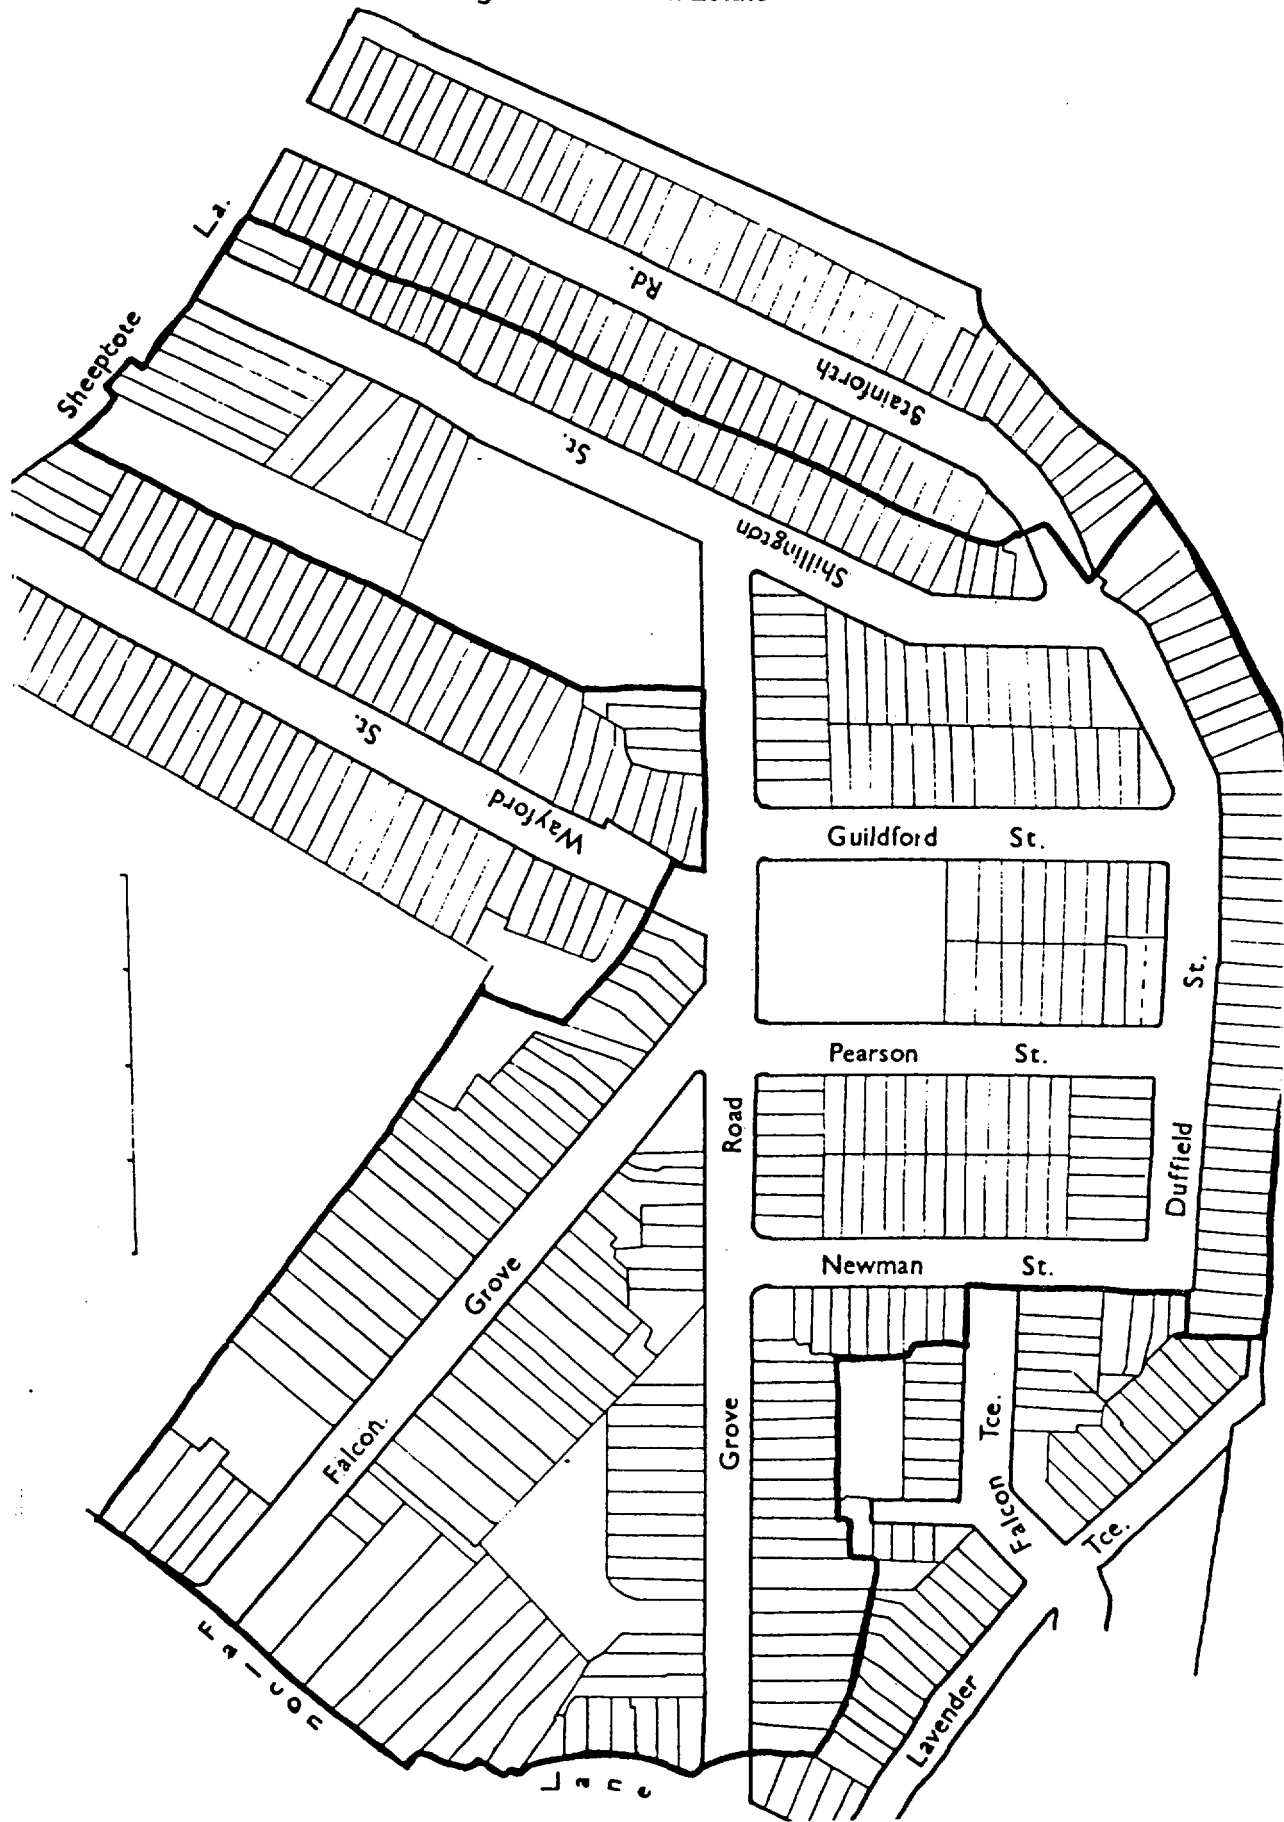 La.
Sheepcote
Rd.
Stainforth
St.
Shillington
St.
Wayford
Guildford St.
St.
Pearson St.
Road
Duffield
Newman St.
Grove
Falcon.
Grove
Tce.
Falcon
Tce.
Lavender
Falcon
Lane